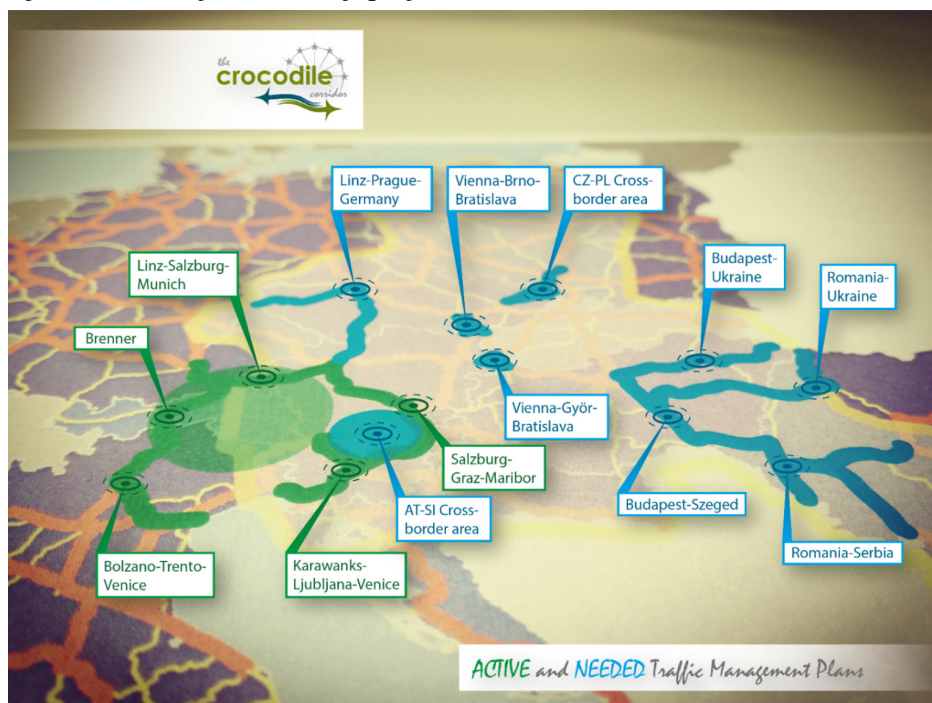 the
crocodile
corridor
Linz-Prague-
Germany
Vienna-Brno-
Bratislava
CZ-PL Cross-
border area
Linz-Salzburg-
Munich
Budapest-
Ukraine
Romania-
Ukraine
Brenner
Vienna-Györ-
Bratislava
Salzburg-
Graz-Maribor
AT-SI Cross-
border area
Budapest-Szeged
Romania-Serbia
Bolzano-Trento-
Venice
Karawanks-
Ljubljana-Venice
ACTIVE and NEEDED Traffic Management Plans